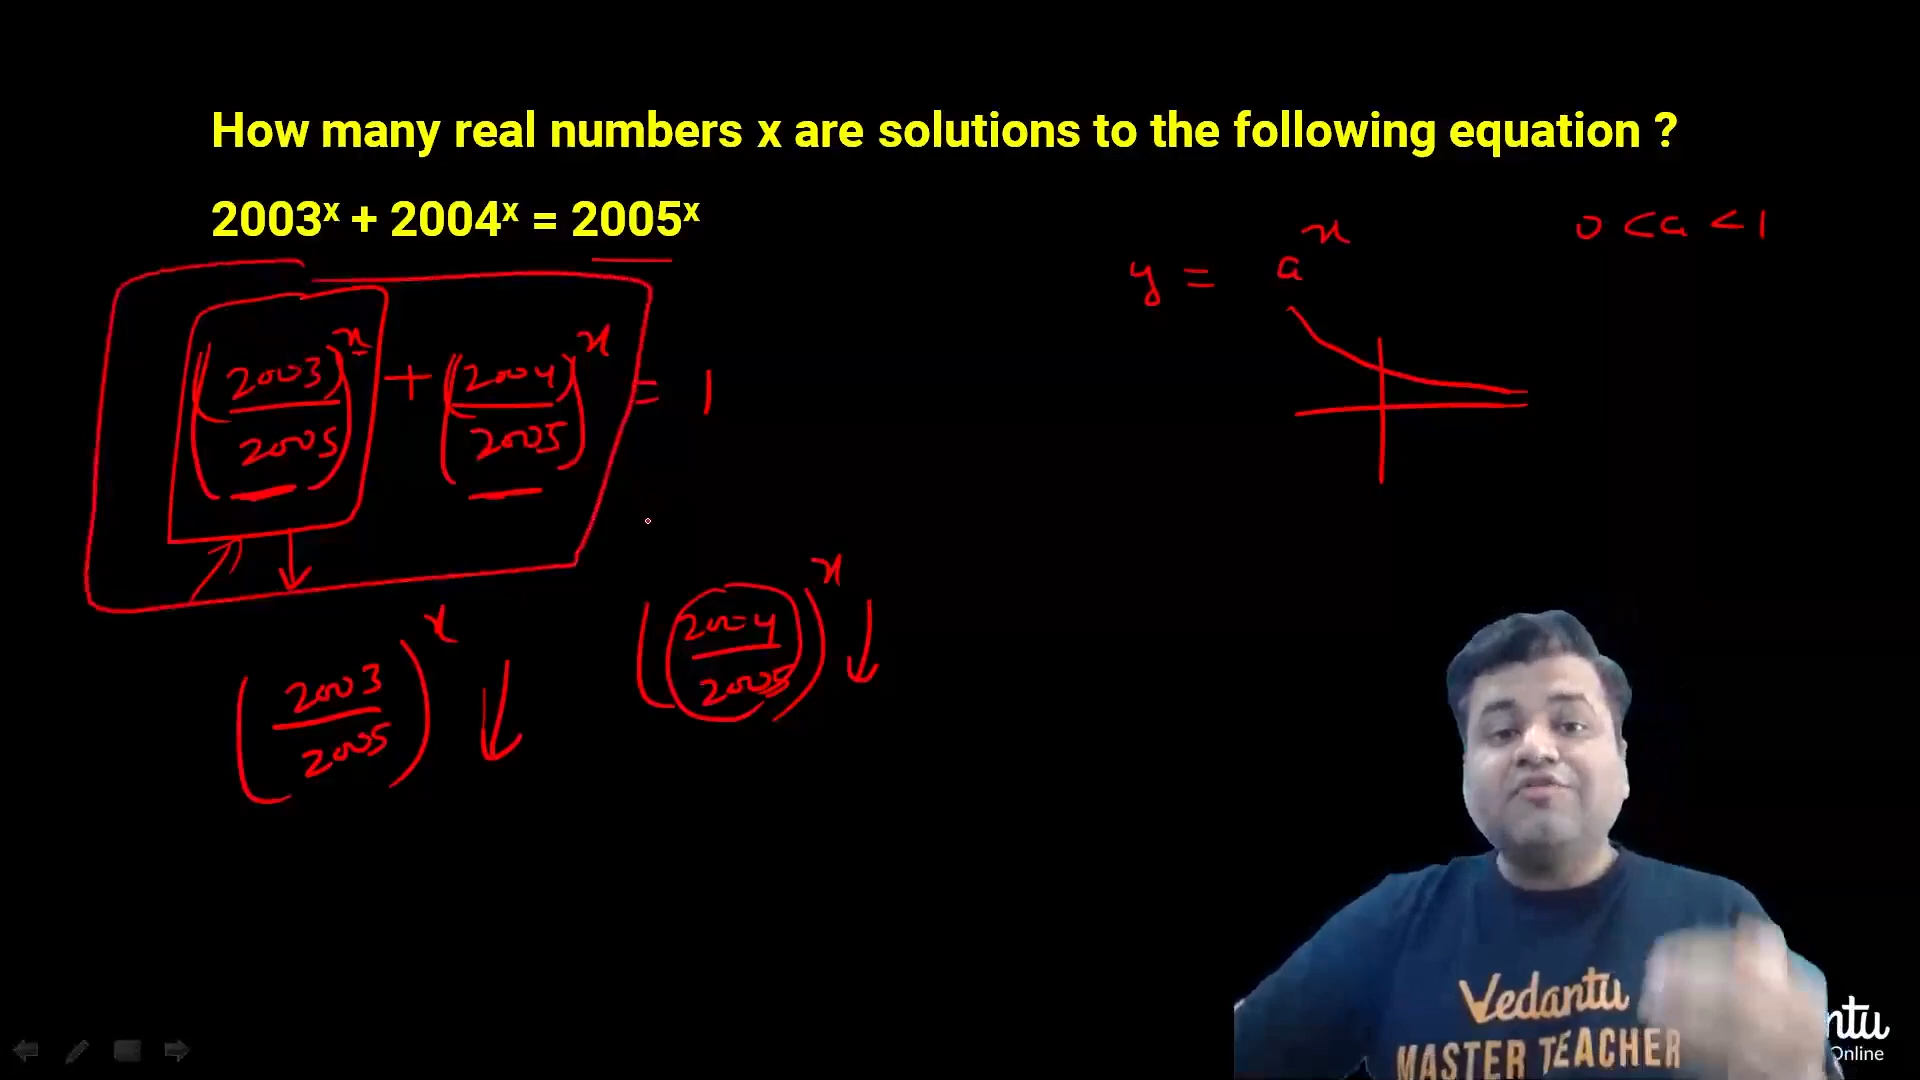 How many real numbers x are solutions to the following equation ?
2003ˣ + 2004ˣ = 2005ˣ
y = aˣ
0 < a < 1
(2003/2005)ˣ + (2004/2005)ˣ = 1
(2003/2005)ˣ ↓
(2004/2005)ˣ ↓
Vedantu
MASTER TEACHER
ntu
Online